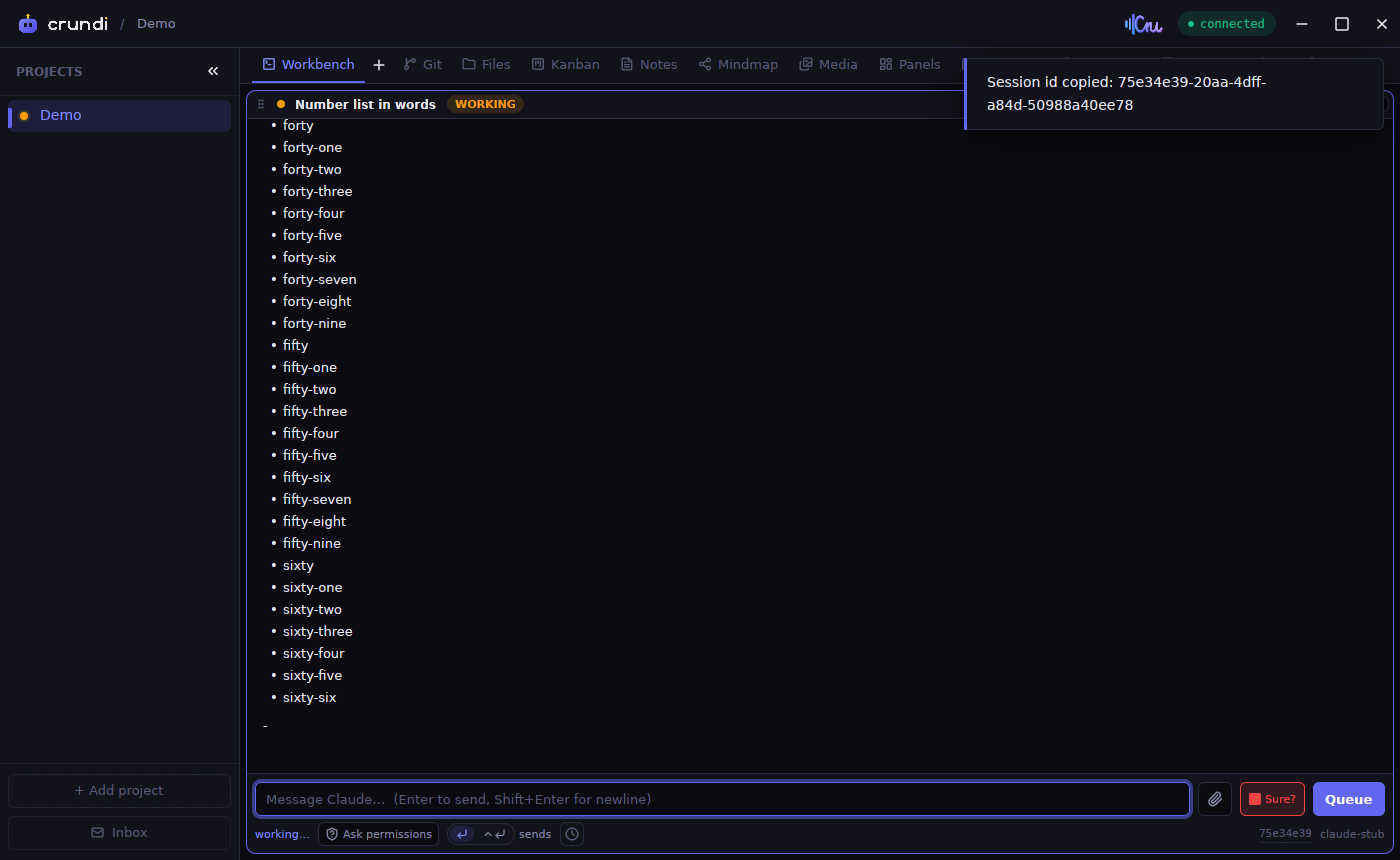 crundi / Demo
Cru
connected
PROJECTS
Workbench
Git
Files
Kanban
Notes
Mindmap
Media
Panels
Session id copied: 75e34e39-20aa-4dff-
a84d-50988a40ee78
Demo
Number list in words WORKING
• forty
• forty-one
• forty-two
• forty-three
• forty-four
• forty-five
• forty-six
• forty-seven
• forty-eight
• forty-nine
• fifty
• fifty-one
• fifty-two
• fifty-three
• fifty-four
• fifty-five
• fifty-six
• fifty-seven
• fifty-eight
• fifty-nine
• sixty
• sixty-one
• sixty-two
• sixty-three
• sixty-four
• sixty-five
• sixty-six
-
+ Add project
Inbox
Message Claude... (Enter to send, Shift+Enter for newline)
Sure?
Queue
working...
Ask permissions
sends
75e34e39
claude-stub